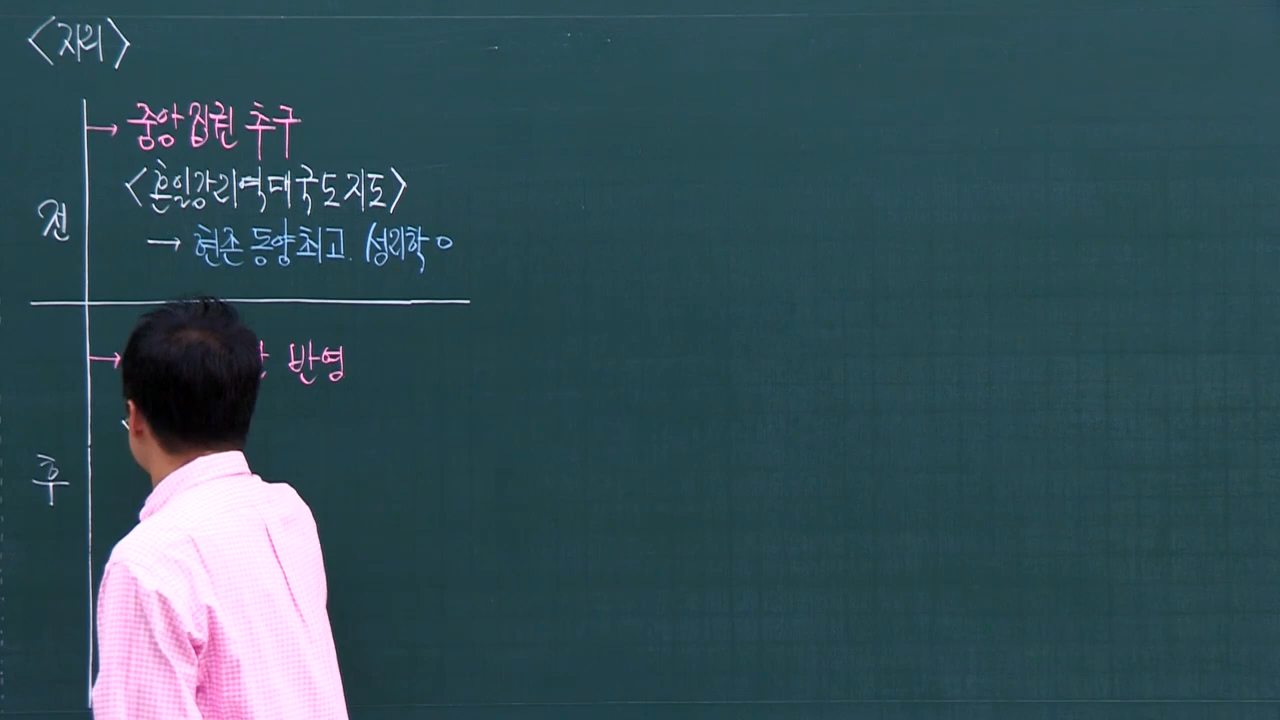 <지리>
전
→ 중앙집권 추구
<혼일강리역대국도지도>
→ 현존 동양 최고. 성리학 o
후
→ 반영